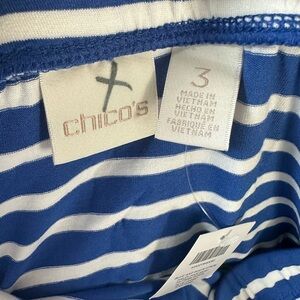 chico's
3
MADE IN
VIETNAM
HECHO EN
VIETNAM
FABRIQUÉ EN
VIETNAM